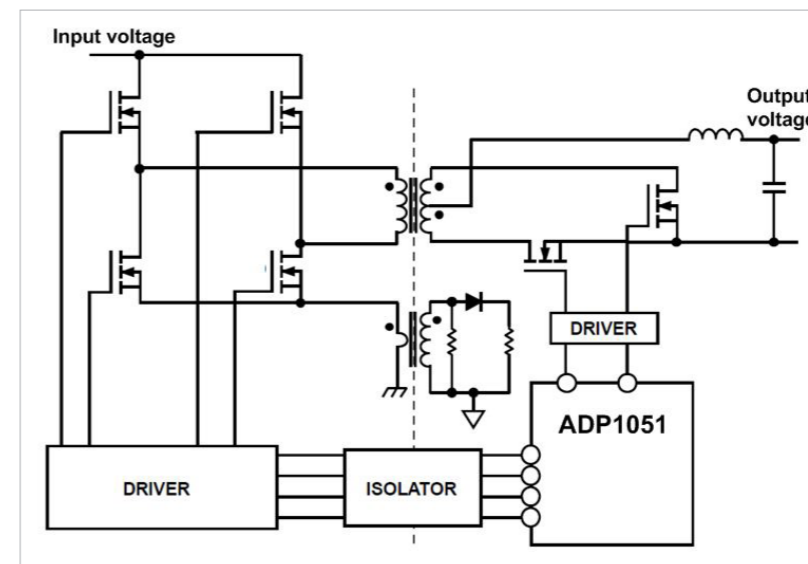 Input voltage
Output
voltage
DRIVER
ADP1051
DRIVER
ISOLATOR